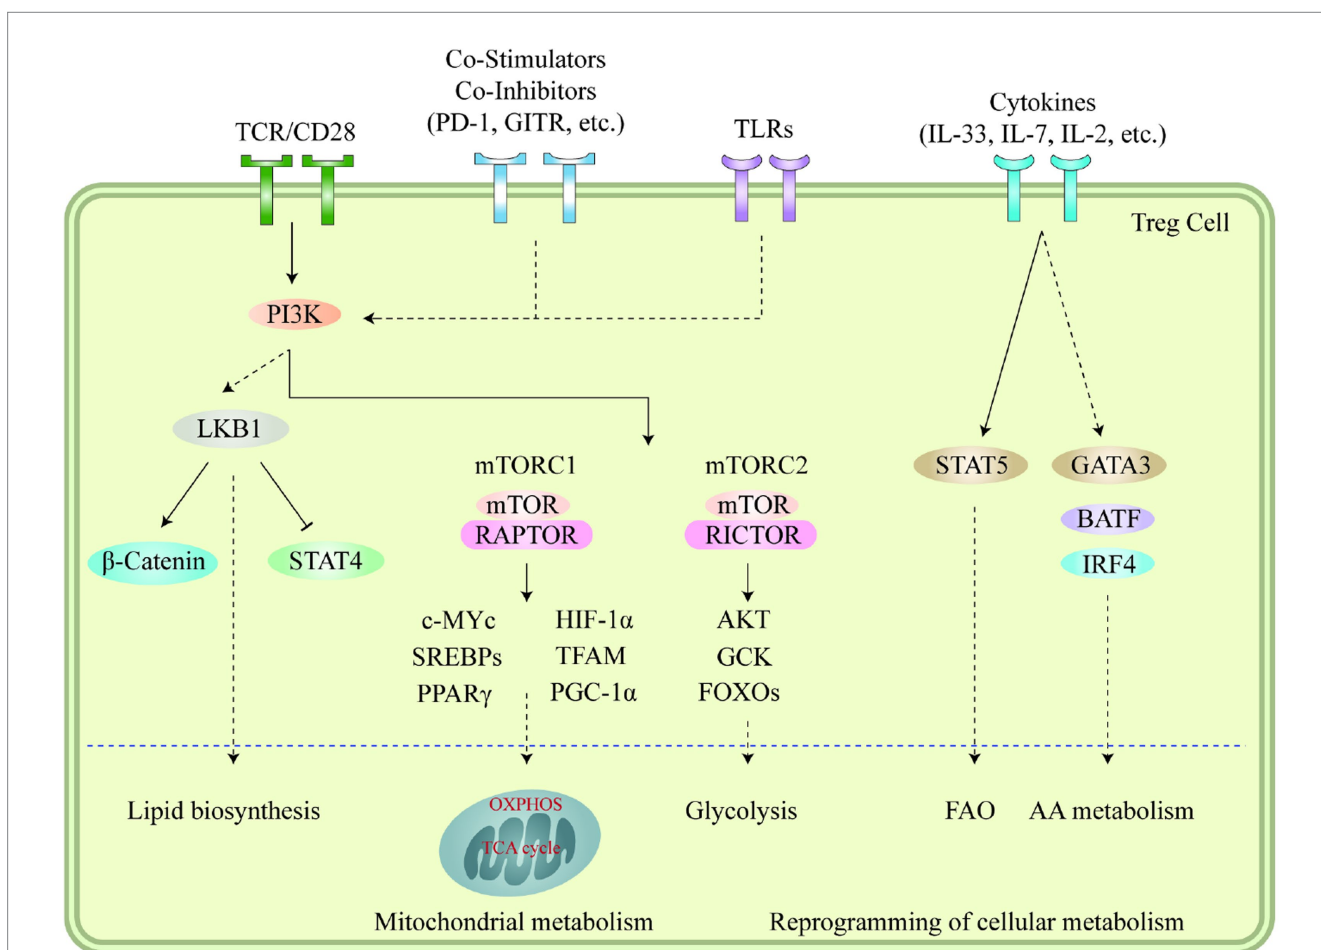 Co-Stimulators
Co-Inhibitors
(PD-1, GITR, etc.)
TCR/CD28
TLRs
Cytokines
(IL-33, IL-7, IL-2, etc.)
Treg Cell
PI3K
LKB1
β-Catenin
STAT4
mTORC1
mTOR
RAPTOR
mTORC2
mTOR
RICTOR
STAT5
GATA3
BATF
IRF4
c-MYc
SREBPs
PPARγ
HIF-1α
TFAM
PGC-1α
AKT
GCK
FOXOs
Lipid biosynthesis
OXPHOS
TCA cycle
Glycolysis
FAO
AA metabolism
Mitochondrial metabolism
Reprogramming of cellular metabolism